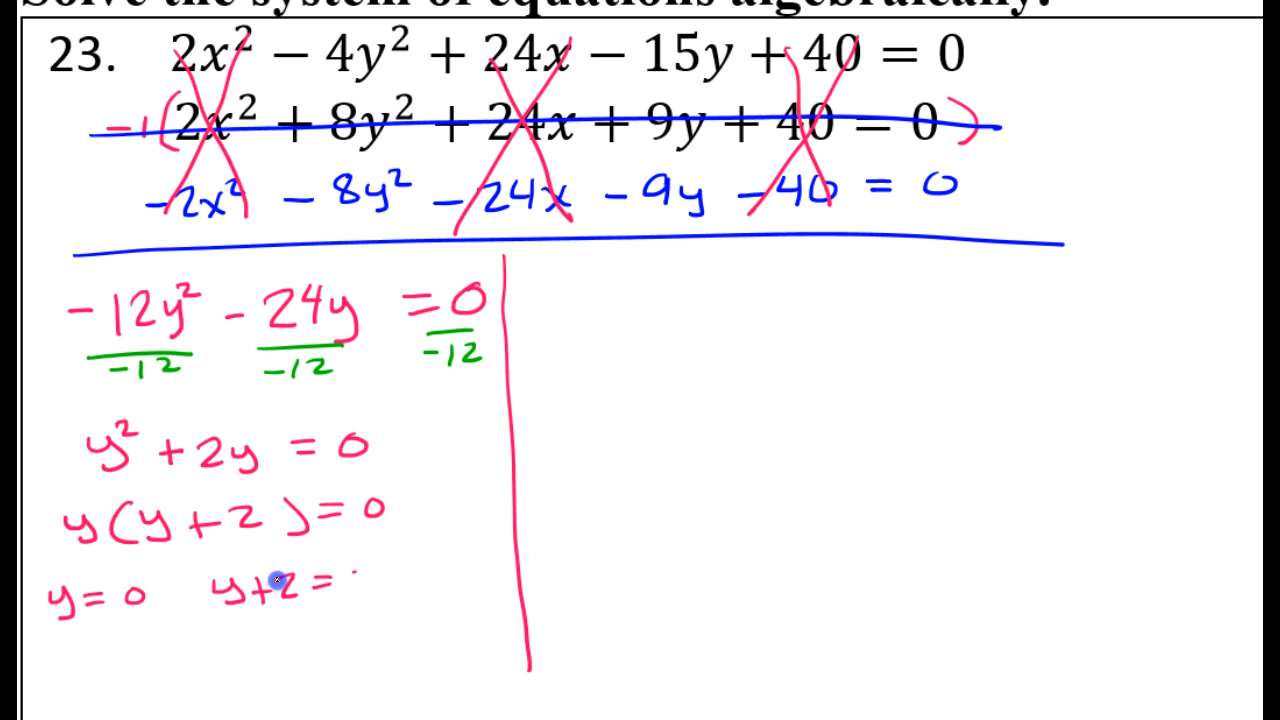 Solve the system of equations algebraically.
23. 2x² − 4y² + 24x − 15y + 40 = 0
−1(2x² + 8y² + 24x + 9y + 40 = 0)
−2x² − 8y² − 24x − 9y − 40 = 0
−12y² − 24y = 0
−12 −12 −12
y² + 2y = 0
y(y + 2) = 0
y = 0 y + 2 =